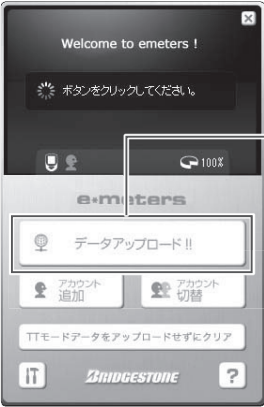 Welcome to emeters !
ボタンをクリックしてください。
100%
e・meters
データアップロード !!
アカウント
追加
アカウント
切替
TTモードデータをアップロードせずにクリア
BRIDGESTONE
?